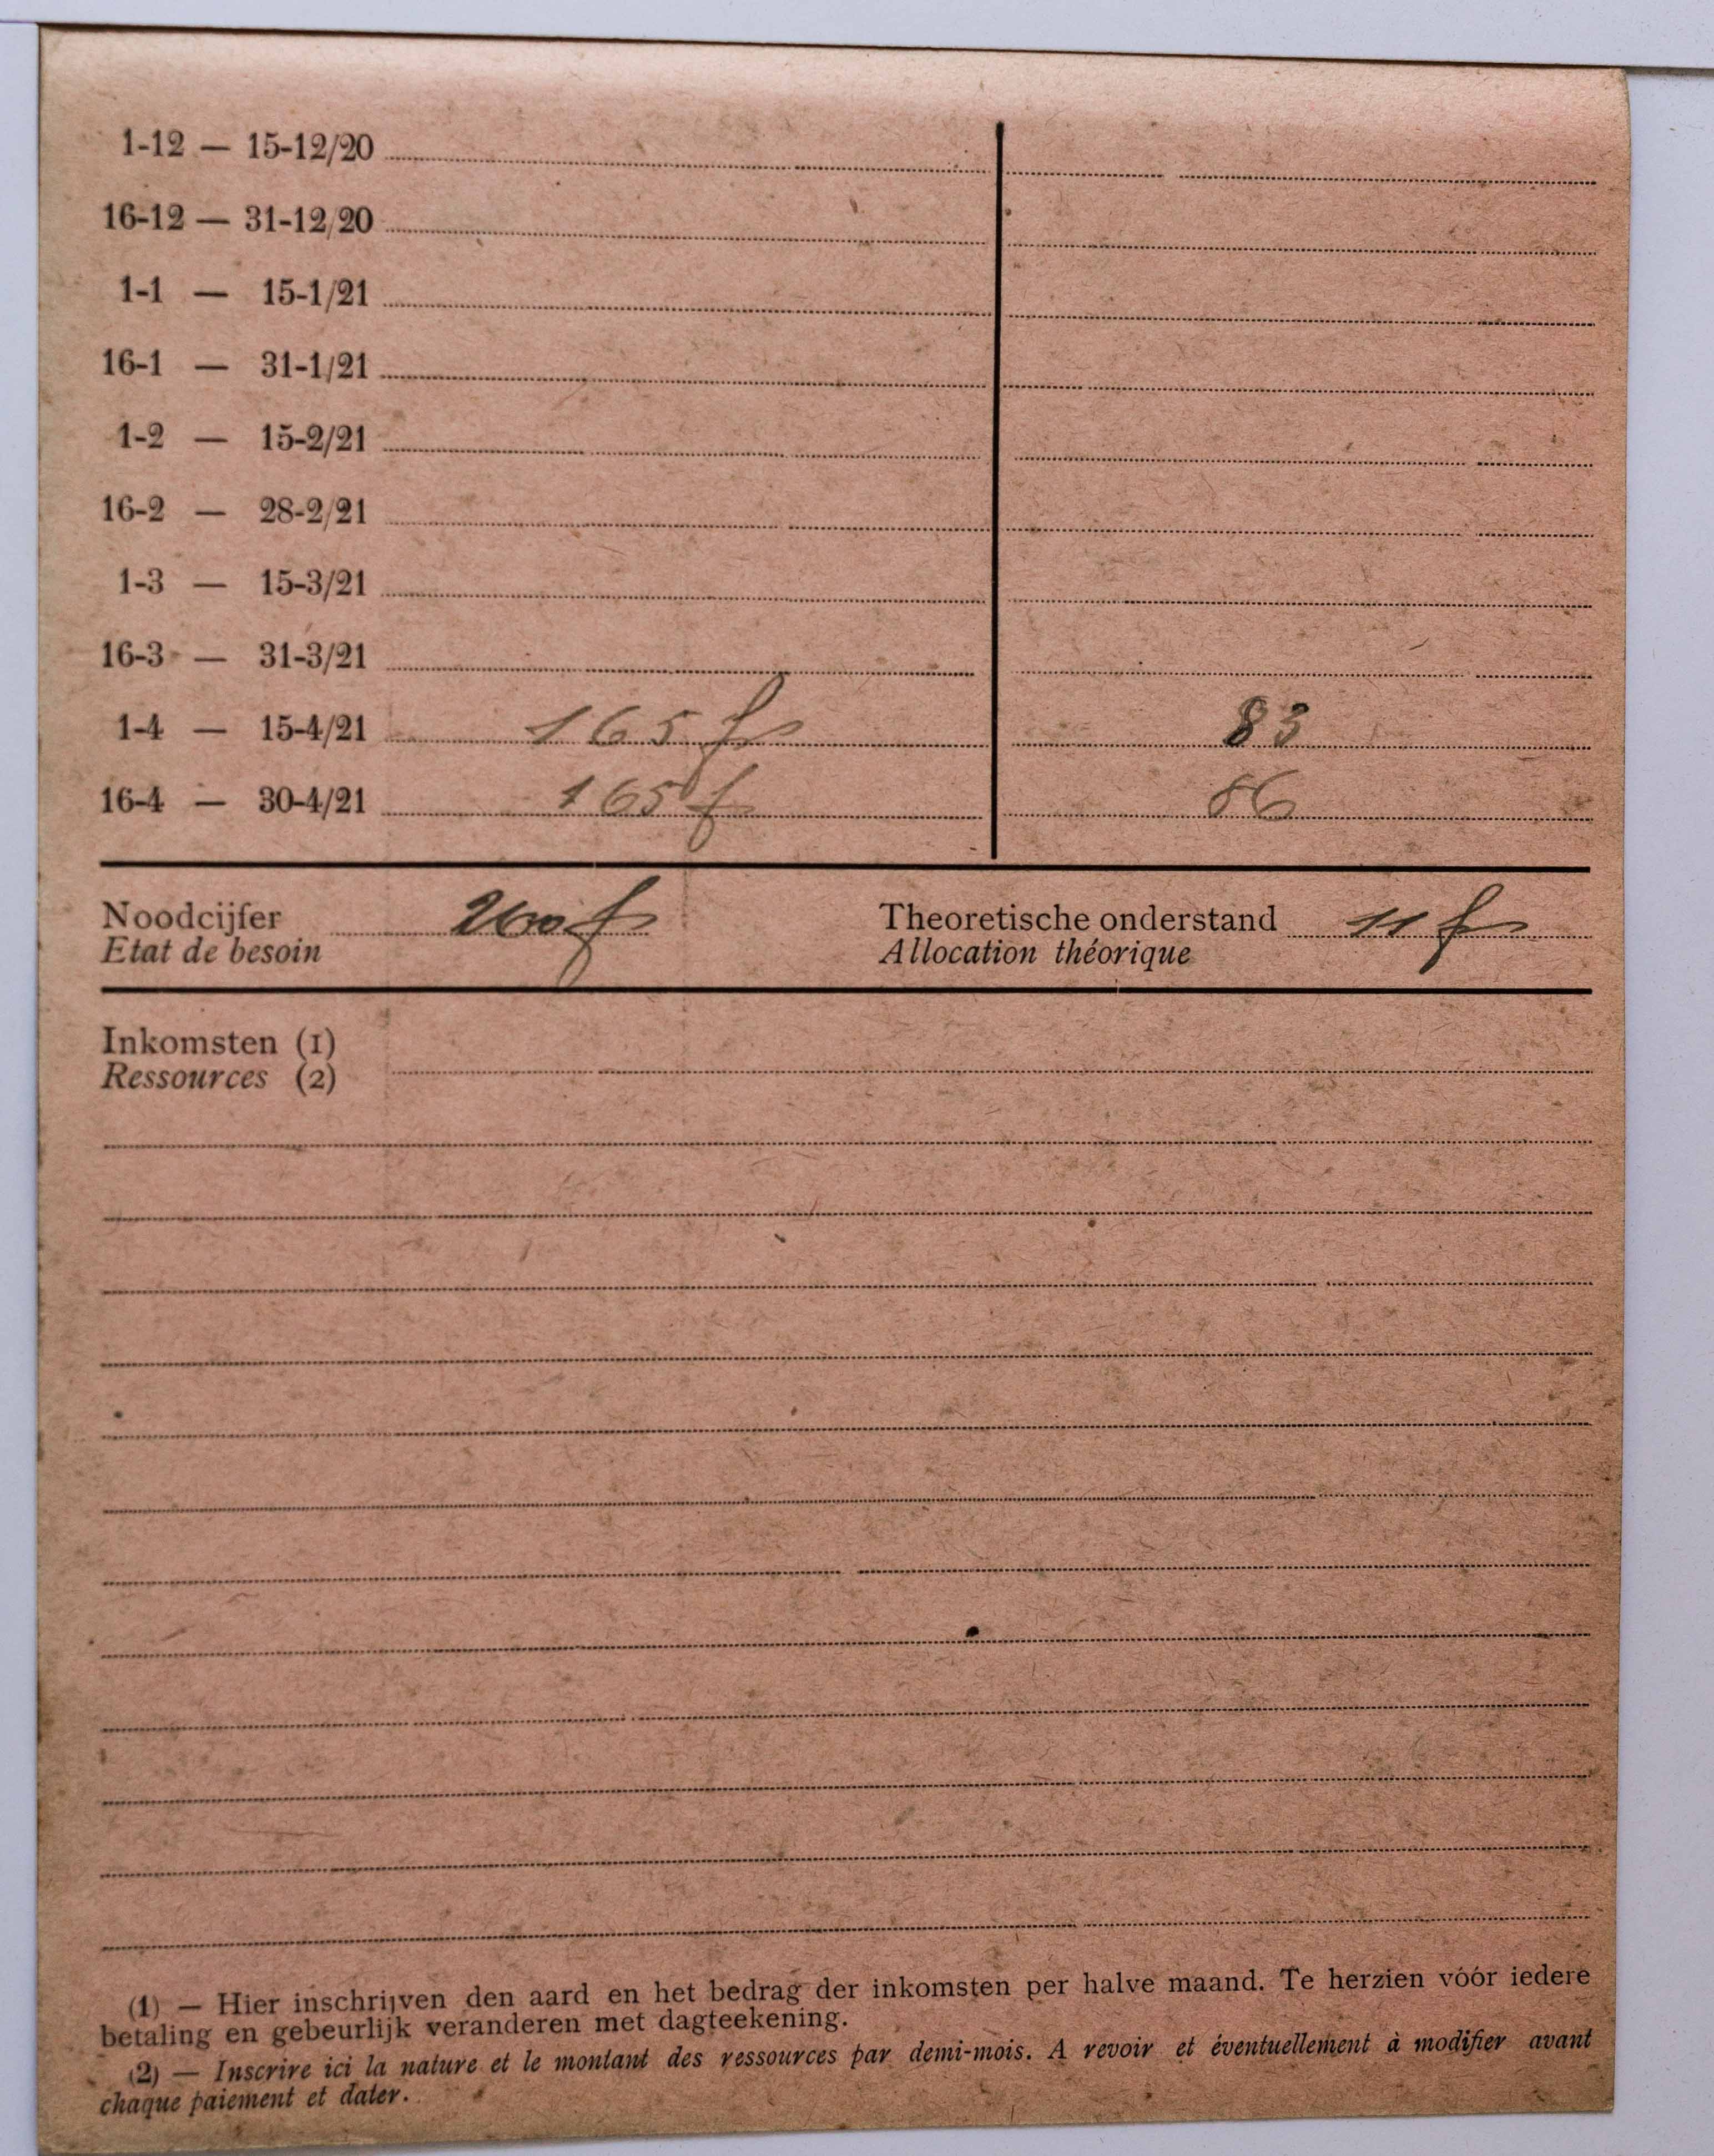 1-12 — 15-12/20
16-12 — 31-12/20
1-1 — 15-1/21
16-1 — 31-1/21
1-2 — 15-2/21
16-2 — 28-2/21
1-3 — 15-3/21
16-3 — 31-3/21
1-4 — 15-4/21 165 f 83
16-4 — 30-4/21 165 f 86
Noodcijfer Theoretische onderstand 11 f
Etat de besoin Allocation théorique
Inkomsten (1)
Ressources (2)
(1) — Hier inschrijven den aard en het bedrag der inkomsten per halve maand. Te herzien vóór iedere
betaling en gebeurlijk veranderen met dagteekening.
(2) — Inscrire ici la nature et le montant des ressources par demi-mois. A revoir et éventuellement à modifier avant
chaque paiement et dater.